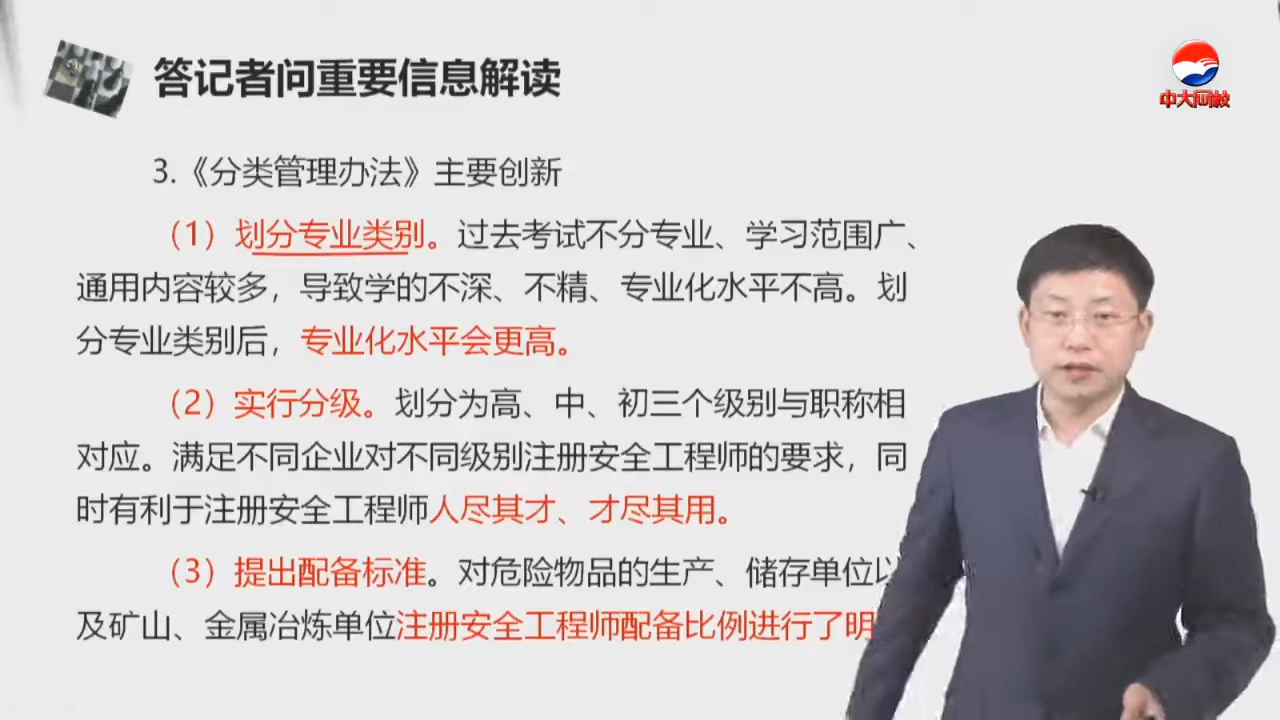 答记者问重要信息解读
中大网校
3.《分类管理办法》主要创新
（1）划分专业类别。过去考试不分专业、学习范围广、
通用内容较多，导致学的不深、不精、专业化水平不高。划
分专业类别后，专业化水平会更高。
（2）实行分级。划分为高、中、初三个级别与职称相
对应。满足不同企业对不同级别注册安全工程师的要求，同
时有利于注册安全工程师人尽其才、才尽其用。
（3）提出配备标准。对危险物品的生产、储存单位以
及矿山、金属冶炼单位注册安全工程师配备比例进行了明